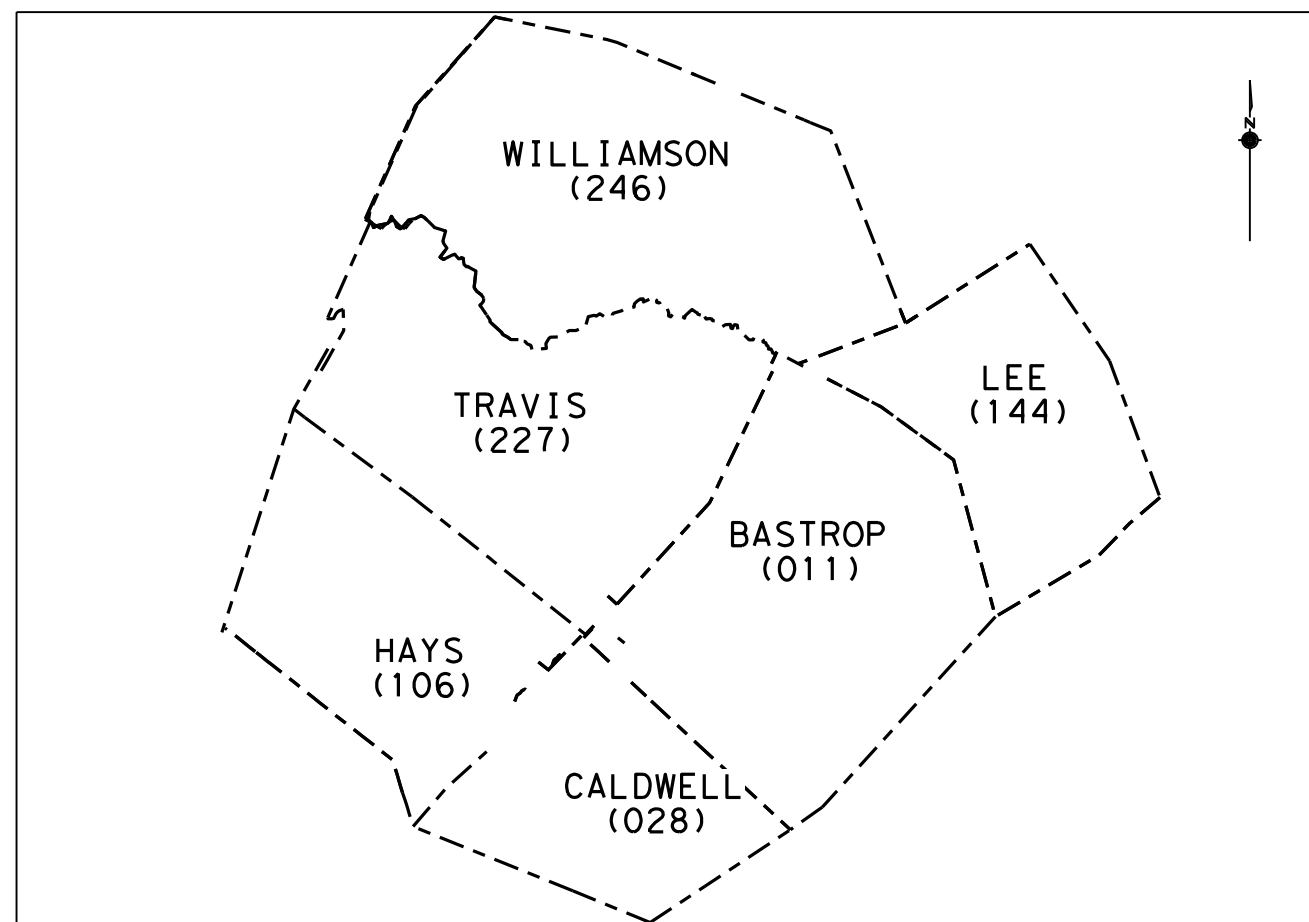 WILLIAMSON
(246)
N
LEE
(144)
TRAVIS
(227)
BASTROP
(011)
HAYS
(106)
CALDWELL
(028)